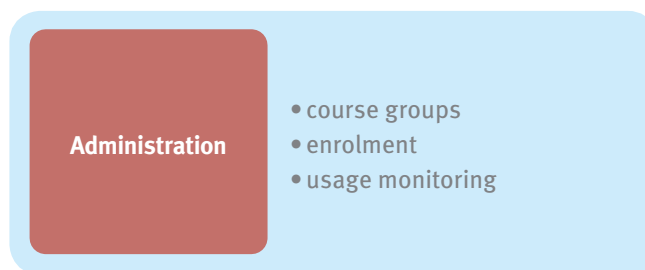 Administration
• course groups
• enrolment
• usage monitoring